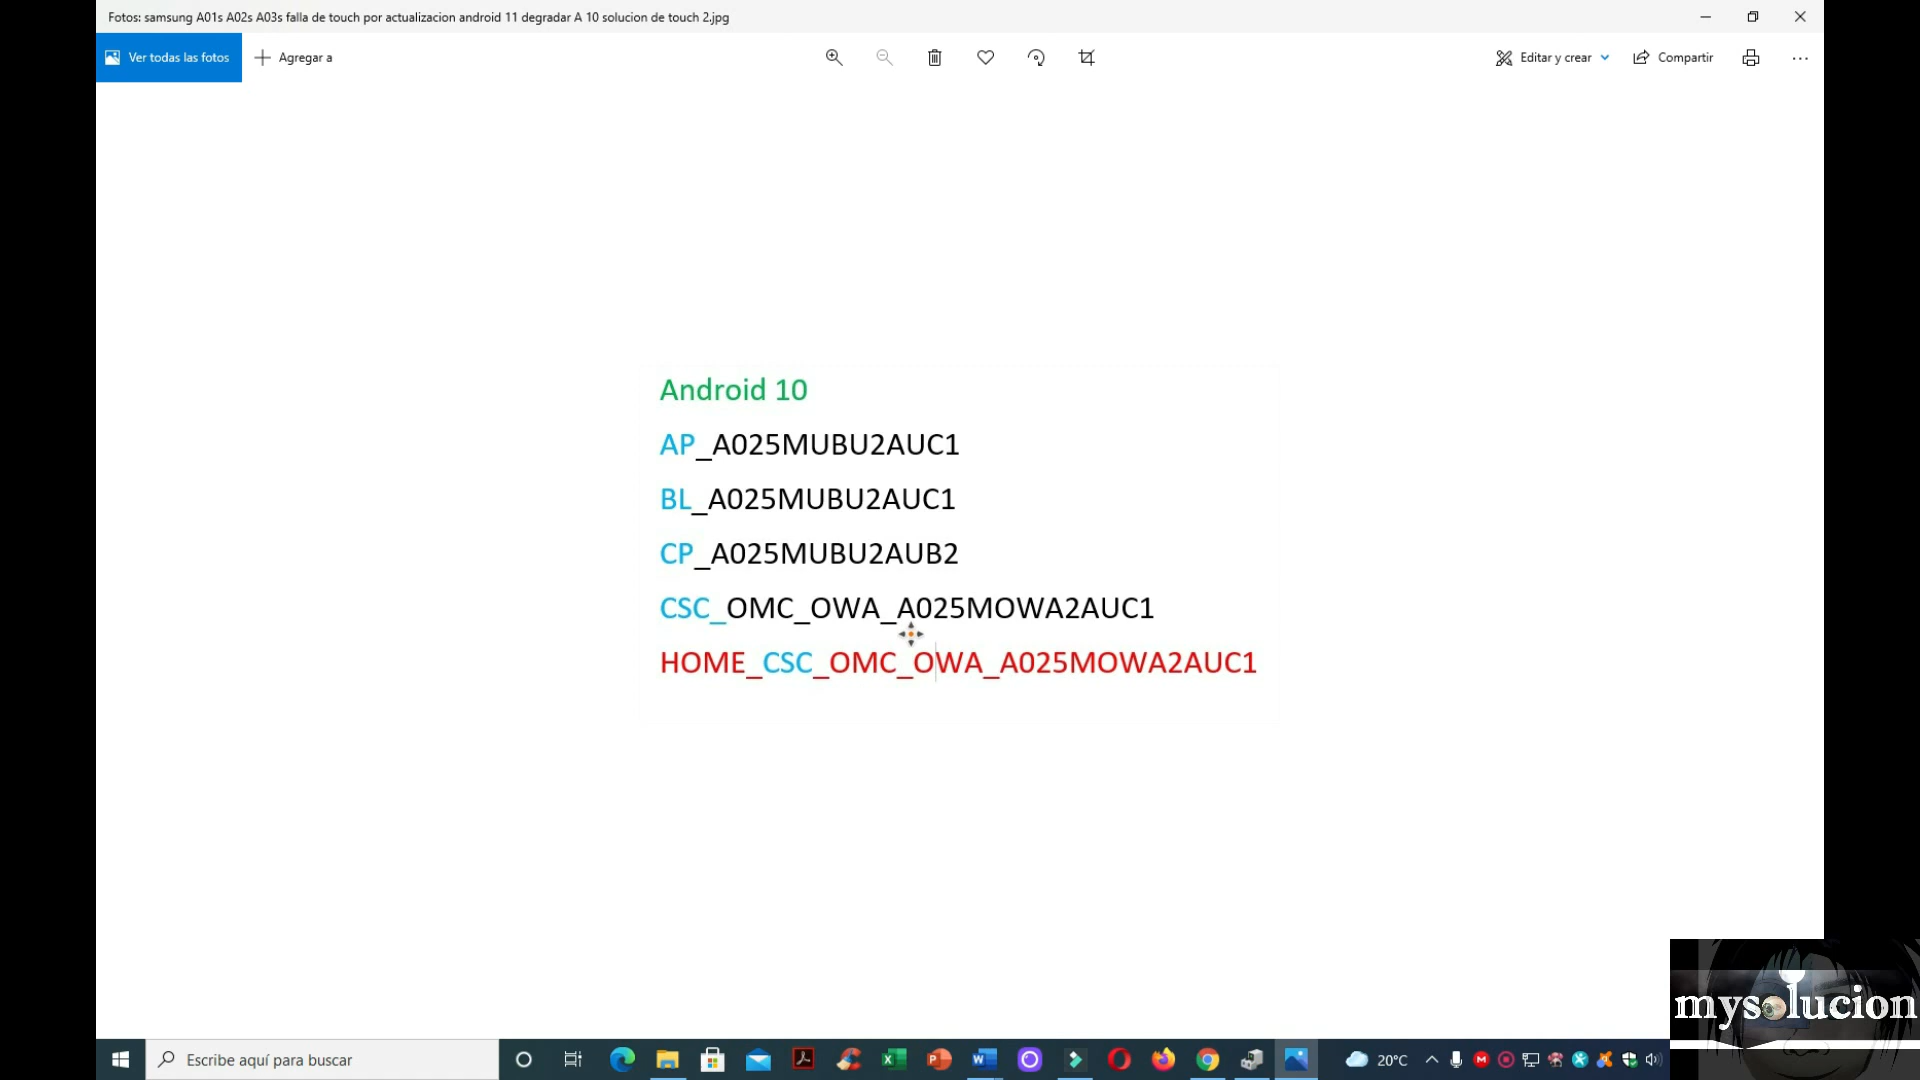 Fotos: samsung A01s A02s A03s falla de touch por actualizacion android 11 degradar A 10 solucion de touch 2.jpg
Ver todas las fotos
Agregar a
Editar y crear
Compartir
Android 10
AP_A025MUBU2AUC1
BL_A025MUBU2AUC1
CP_A025MUBU2AUB2
CSC_OMC_OWA_A025MOWA2AUC1
HOME_CSC_OMC_OWA_A025MOWA2AUC1
mysolucion
Escribe aquí para buscar
20°C